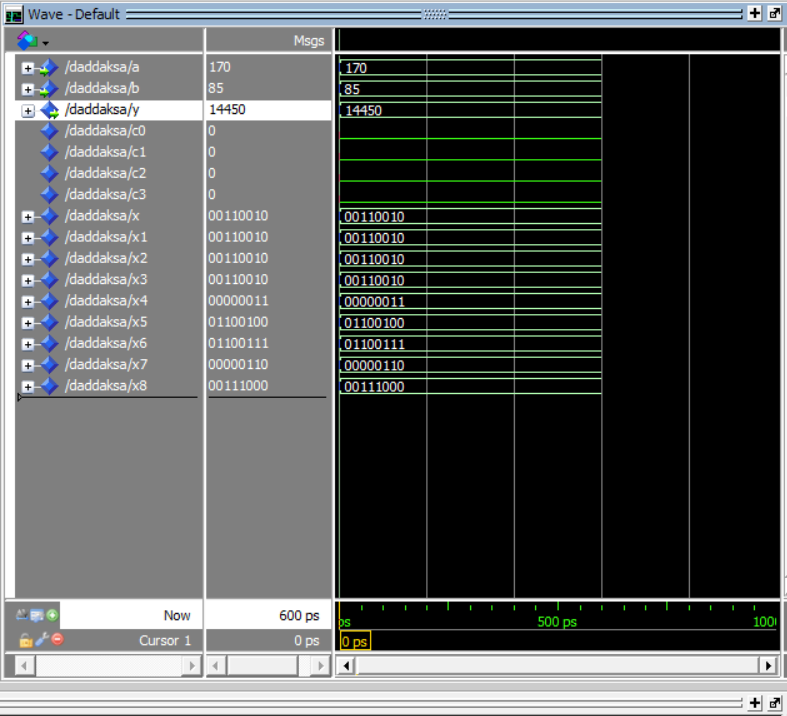 Wave - Default
Msgs
/daddaksa/a 170 170
/daddaksa/b 85 85
/daddaksa/y 14450 14450
/daddaksa/c0 0
/daddaksa/c1 0
/daddaksa/c2 0
/daddaksa/c3 0
/daddaksa/x 00110010 00110010
/daddaksa/x1 00110010 00110010
/daddaksa/x2 00110010 00110010
/daddaksa/x3 00110010 00110010
/daddaksa/x4 00000011 00000011
/daddaksa/x5 01100100 01100100
/daddaksa/x6 01100111 01100111
/daddaksa/x7 00000110 00000110
/daddaksa/x8 00111000 00111000
Now 600 ps ps 500 ps 100
Cursor 1 0 ps 0 ps